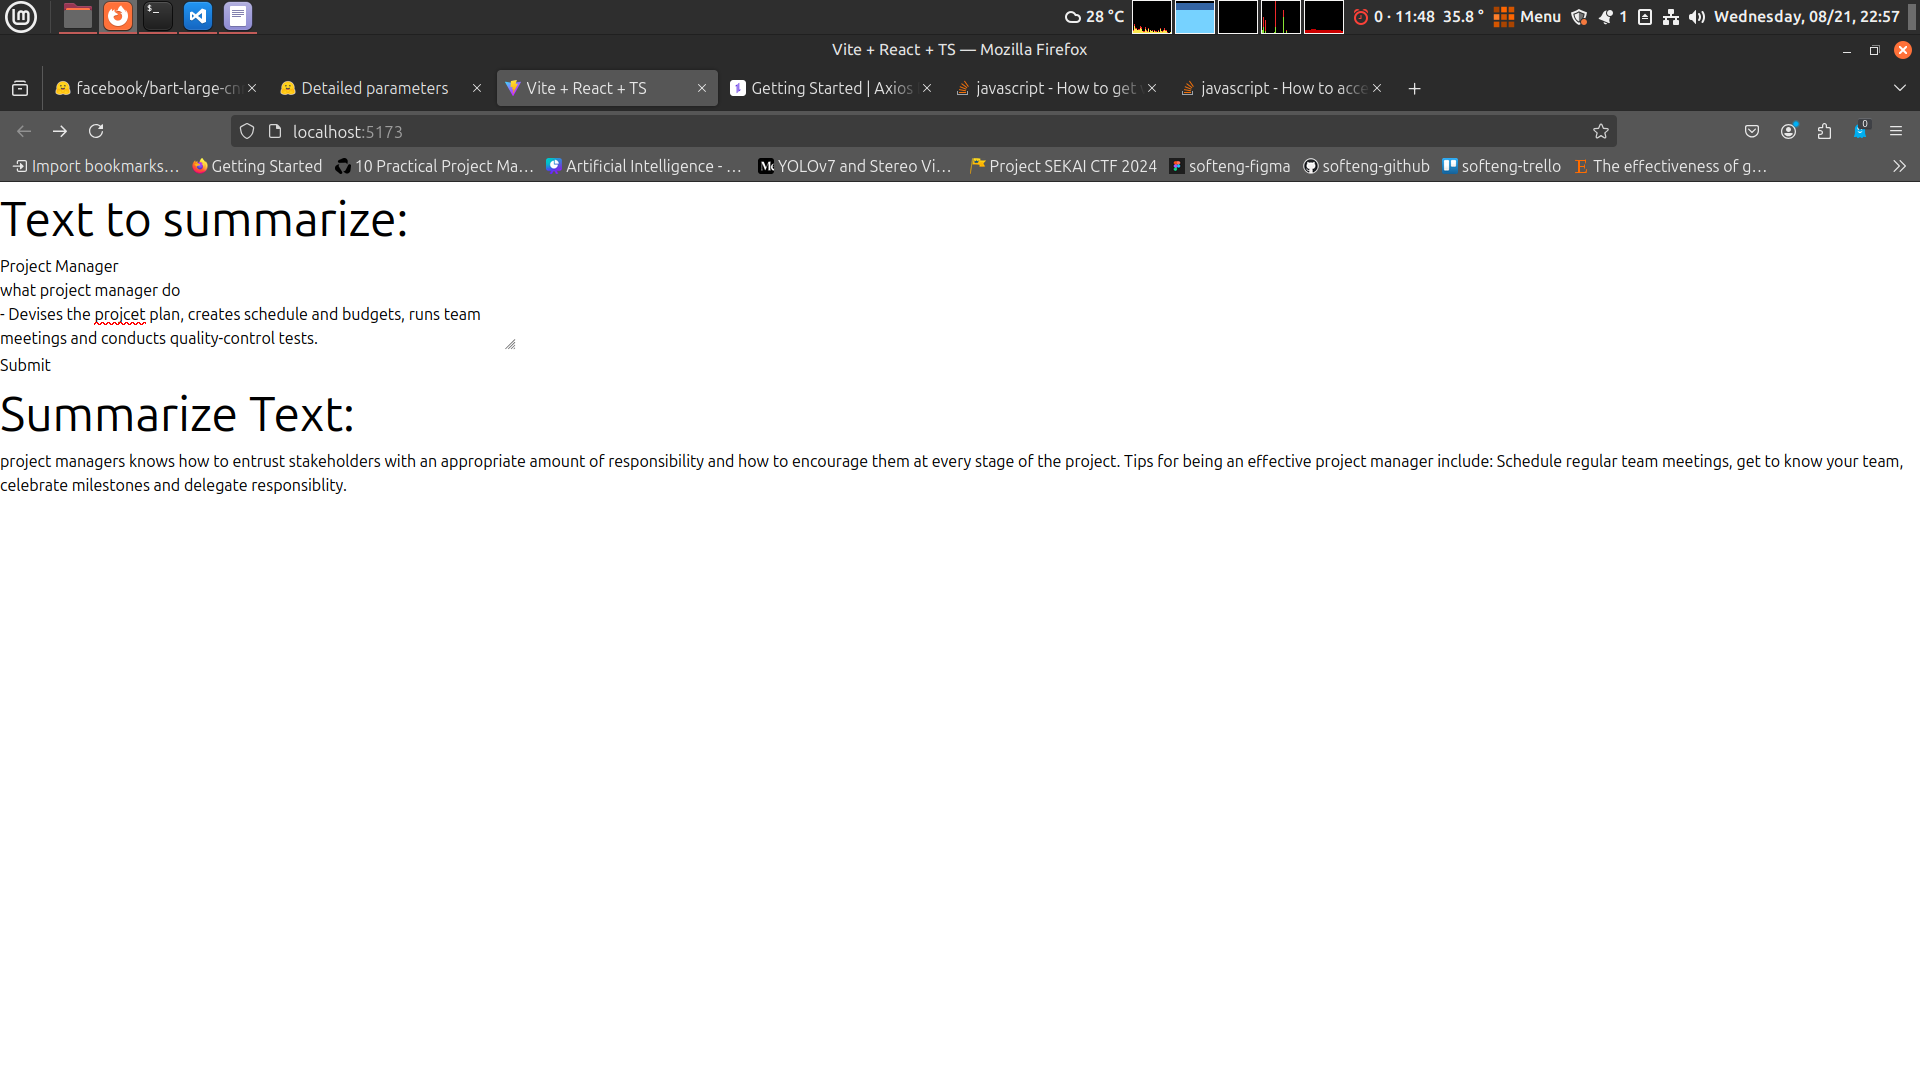 28 °C
0 · 11:48 35.8 °
Menu
1
Wednesday, 08/21, 22:57
Vite + React + TS — Mozilla Firefox
facebook/bart-large-cn
Detailed parameters
Vite + React + TS
Getting Started | Axios
javascript - How to get
javascript - How to acce
localhost:5173
0
Import bookmarks...
Getting Started
10 Practical Project Ma...
Artificial Intelligence - ...
YOLOv7 and Stereo Vi...
Project SEKAI CTF 2024
softeng-figma
softeng-github
softeng-trello
The effectiveness of g...
Text to summarize:
Project Manager
what project manager do
- Devises the projcet plan, creates schedule and budgets, runs team
meetings and conducts quality-control tests.
Submit
Summarize Text:
project managers knows how to entrust stakeholders with an appropriate amount of responsibility and how to encourage them at every stage of the project. Tips for being an effective project manager include: Schedule regular team meetings, get to know your team,
celebrate milestones and delegate responsiblity.